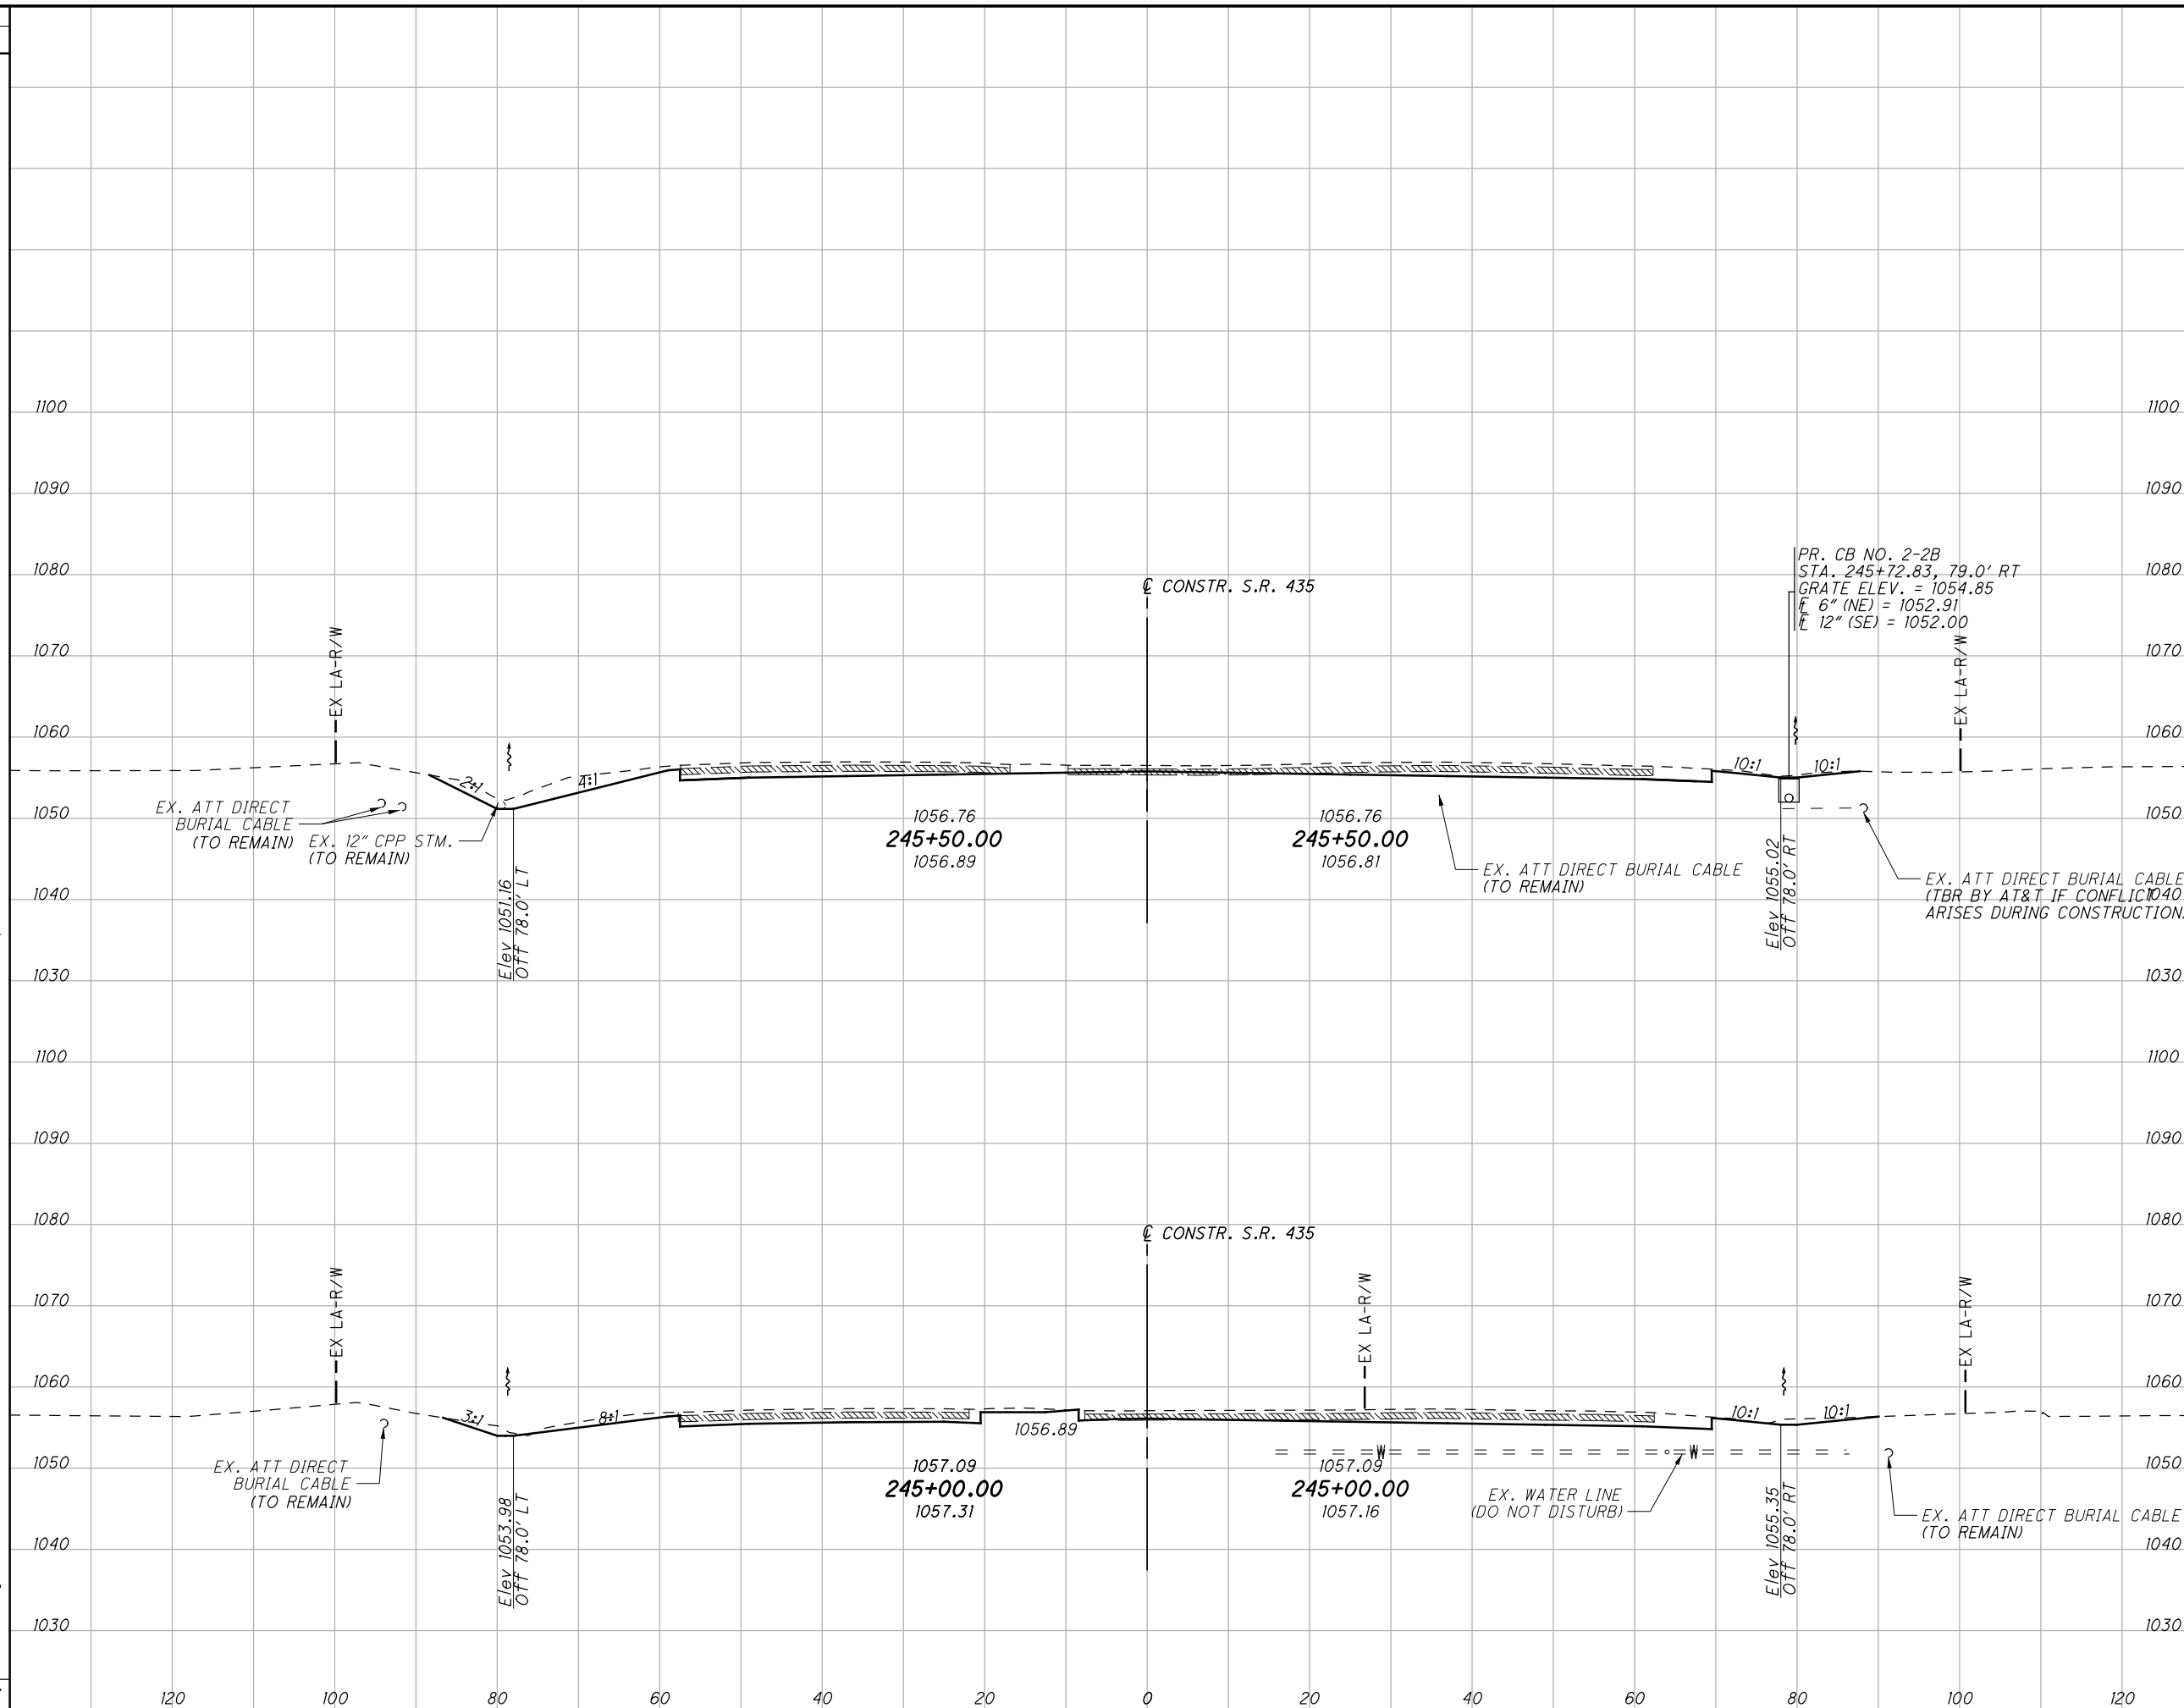 1100 1100
1090 1090
1080 1080
PR. CB NO. 2-2B
STA. 245+72.83, 79.0' RT
GRATE ELEV. = 1054.85
℄ CONSTR. S.R. 435
6" (NE) = 1052.91
12" (SE) = 1052.00
1070 1070
EX LA-R/W
EX LA-R/W
1060 1060
2:1
4:1
10:1
10:1
EX. ATT DIRECT
BURIAL CABLE
(TO REMAIN)
EX. 12" CPP STM.
(TO REMAIN)
1050 1050
1056.76
245+50.00
1056.89
1056.76
245+50.00
1056.81
EX. ATT DIRECT BURIAL CABLE
(TO REMAIN)
EX. ATT DIRECT BURIAL CABLE
(TBR BY AT&T IF CONFLICT
ARISES DURING CONSTRUCTION
Elev 1051.16
Off 78.0' LT
Elev 1055.02
Off 78.0' RT
1040 1040
1030 1030
1100 1100
1090 1090
1080 1080
℄ CONSTR. S.R. 435
1070 1070
EX LA-R/W
EX LA-R/W
EX LA-R/W
1060 1060
3:1
8:1
10:1
10:1
1056.89
W
W
1050 1050
EX. ATT DIRECT
BURIAL CABLE
(TO REMAIN)
1057.09
245+00.00
1057.31
1057.09
245+00.00
1057.16
EX. WATER LINE
(DO NOT DISTURB)
EX. ATT DIRECT BURIAL CABLE
(TO REMAIN)
Elev 1053.98
Off 78.0' LT
Elev 1055.35
Off 78.0' RT
1040 1040
1030 1030
120 100 80 60 40 20 0 20 40 60 80 100 120